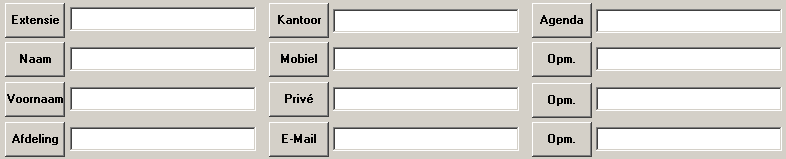 Extensie Kantoor Agenda
Naam Mobiel Opm.
Voornaam Privé Opm.
Afdeling E-Mail Opm.